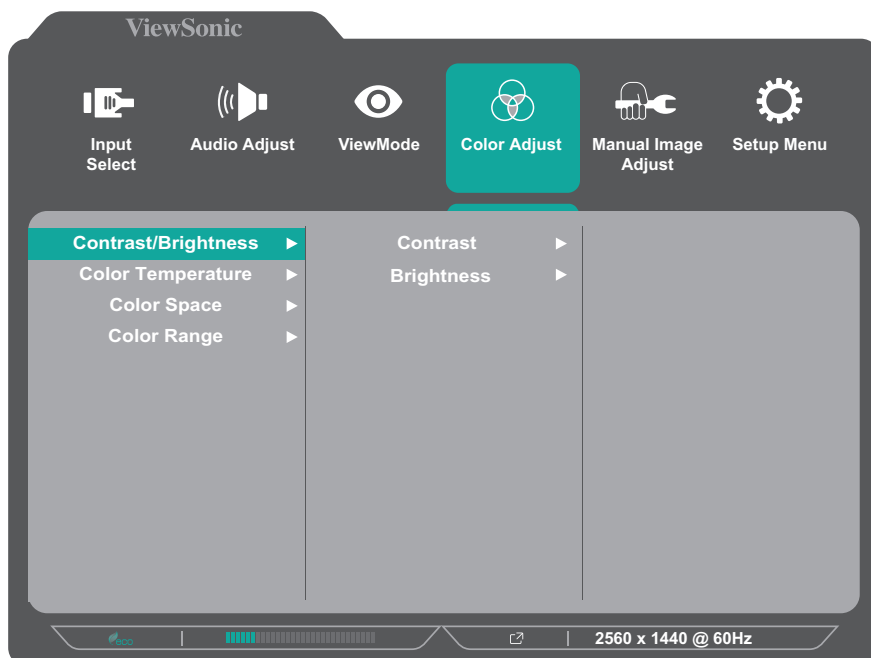 ViewSonic
Input Select
Audio Adjust
ViewMode
Color Adjust
Manual Image Adjust
Setup Menu
Contrast/Brightness
Contrast
Color Temperature
Brightness
Color Space
Color Range
eco
2560 x 1440 @ 60Hz